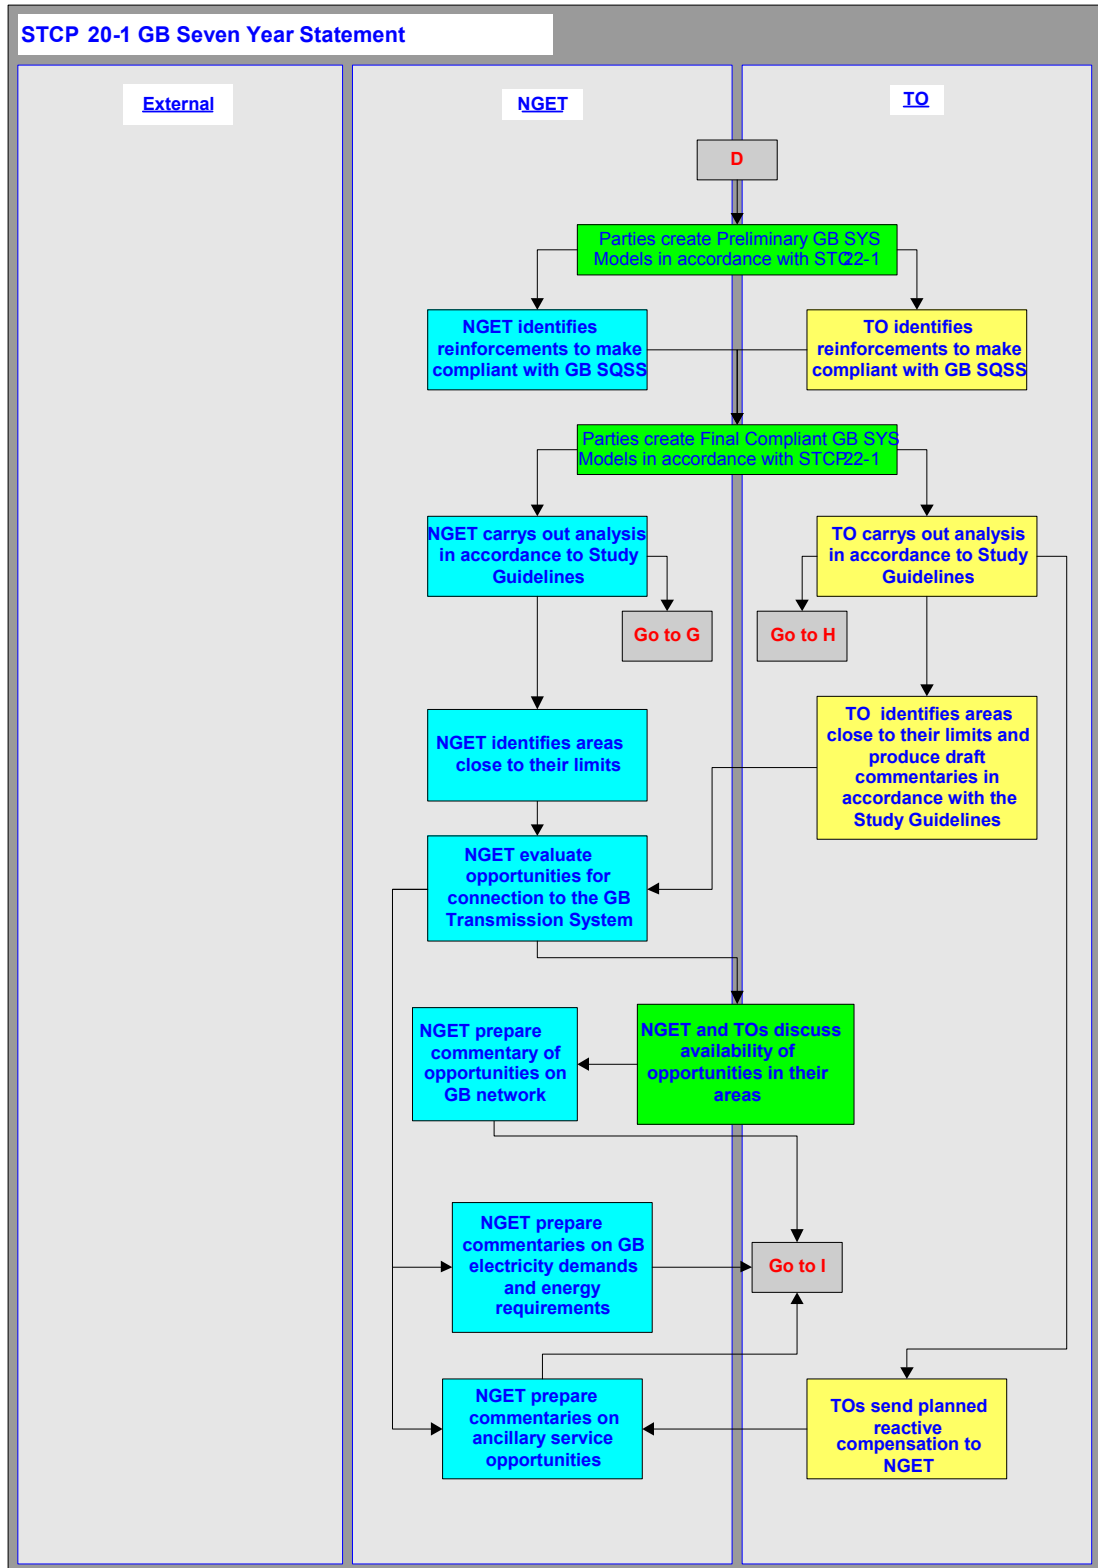 STCP 20-1 GB Seven Year Statement
External
NGET
TO
D
Parties create Preliminary GB SYS
Models in accordance with STC22-1
NGET identifies
reinforcements to make
compliant with GB SQSS
TO identifies
reinforcements to make
compliant with GB SQSS
Parties create Final Compliant GB SYS
Models in accordance with STCP22-1
NGET carrys out analysis
in accordance to Study
Guidelines
TO carrys out analysis
in accordance to Study
Guidelines
Go to G
Go to H
NGET identifies areas
close to their limits
TO identifies areas
close to their limits and
produce draft
commentaries in
accordance with the
Study Guidelines
NGET evaluate
opportunities for
connection to the GB
Transmission System
NGET prepare
commentary of
opportunities on
GB network
NGET and TOs discuss
availability of
opportunities in their
areas
NGET prepare
commentaries on GB
electricity demands
and energy
requirements
Go to I
NGET prepare
commentaries on
ancillary service
opportunities
TOs send planned
reactive
compensation to
NGET